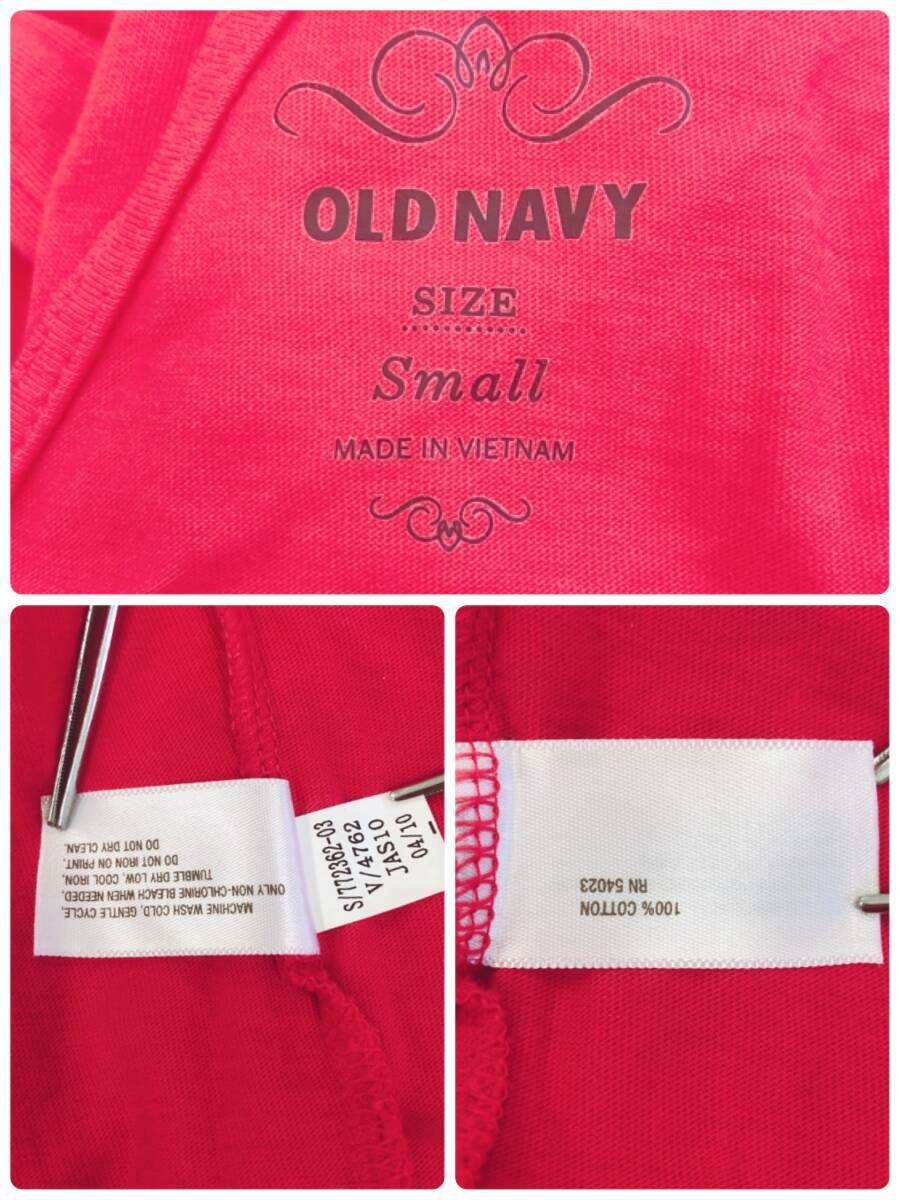 OLD NAVY
SIZE
Small
MADE IN VIETNAM
MACHINE WASH COLD, GENTLE CYCLE,
ONLY NON-CHLORINE BLEACH WHEN NEEDED,
TUMBLE DRY LOW, COOL IRON,
DO NOT IRON ON PRINT,
DO NOT DRY CLEAN.
S/772362-03
V/4762
JAS10
04/10
100% COTTON
RN 54023